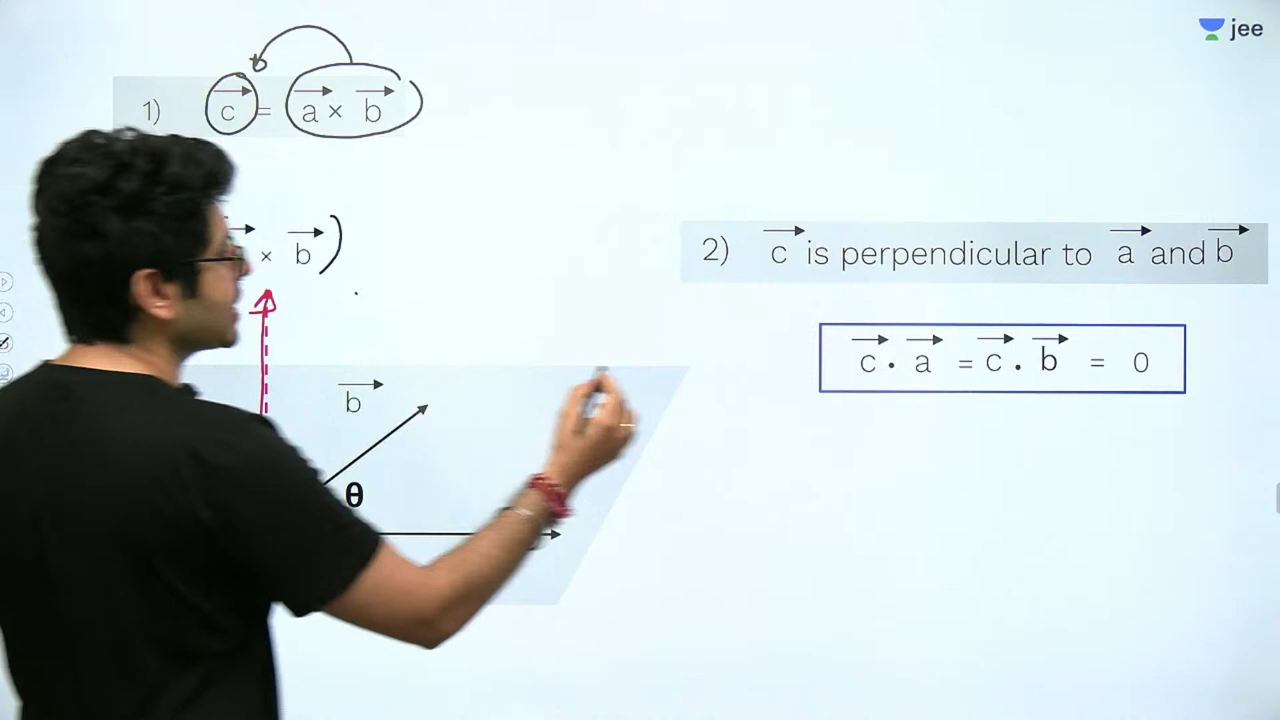 jee
1) c⃗ = a⃗ × b⃗
× b⃗ )
2) c⃗ is perpendicular to a⃗ and b⃗
c⃗ · a⃗ = c⃗ · b⃗ = 0
b⃗
θ